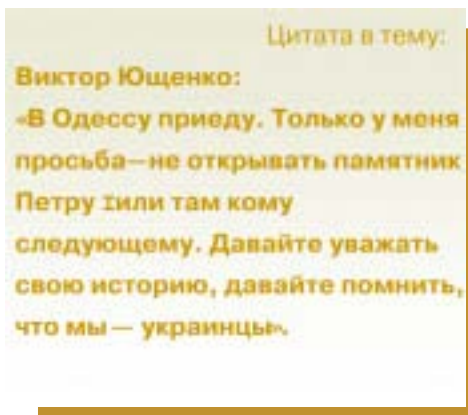 Цитата в тему:
Виктор Ющенко:
«В Одессу приеду. Только у меня
просьба—не открывать памятник
Петру Iили там кому
следующему. Давайте уважать
свою историю, давайте помнить,
что мы— украинцы».